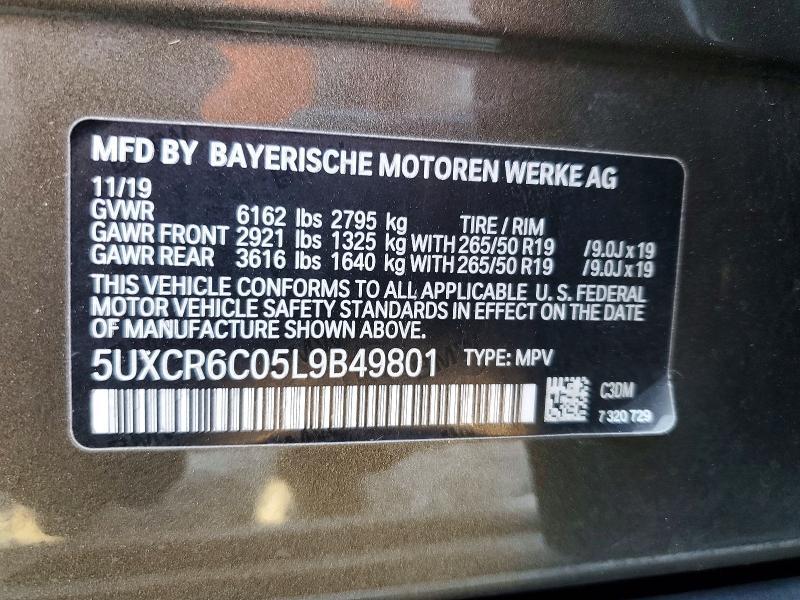 MFD BY BAYERISCHE MOTOREN WERKE AG
11/19
GVWR 6162 lbs 2795 kg TIRE / RIM
GAWR FRONT 2921 lbs 1325 kg WITH 265/50 R19 /9.0J x 19
GAWR REAR 3616 lbs 1640 kg WITH 265/50 R19 /9.0J x 19
THIS VEHICLE CONFORMS TO ALL APPLICABLE U.S. FEDERAL
MOTOR VEHICLE SAFETY STANDARDS IN EFFECT ON THE DATE
OF MANUFACTURE SHOWN ABOVE.
5UXCR6C05L9B49801 TYPE: MPV
C3DM
7 320 729